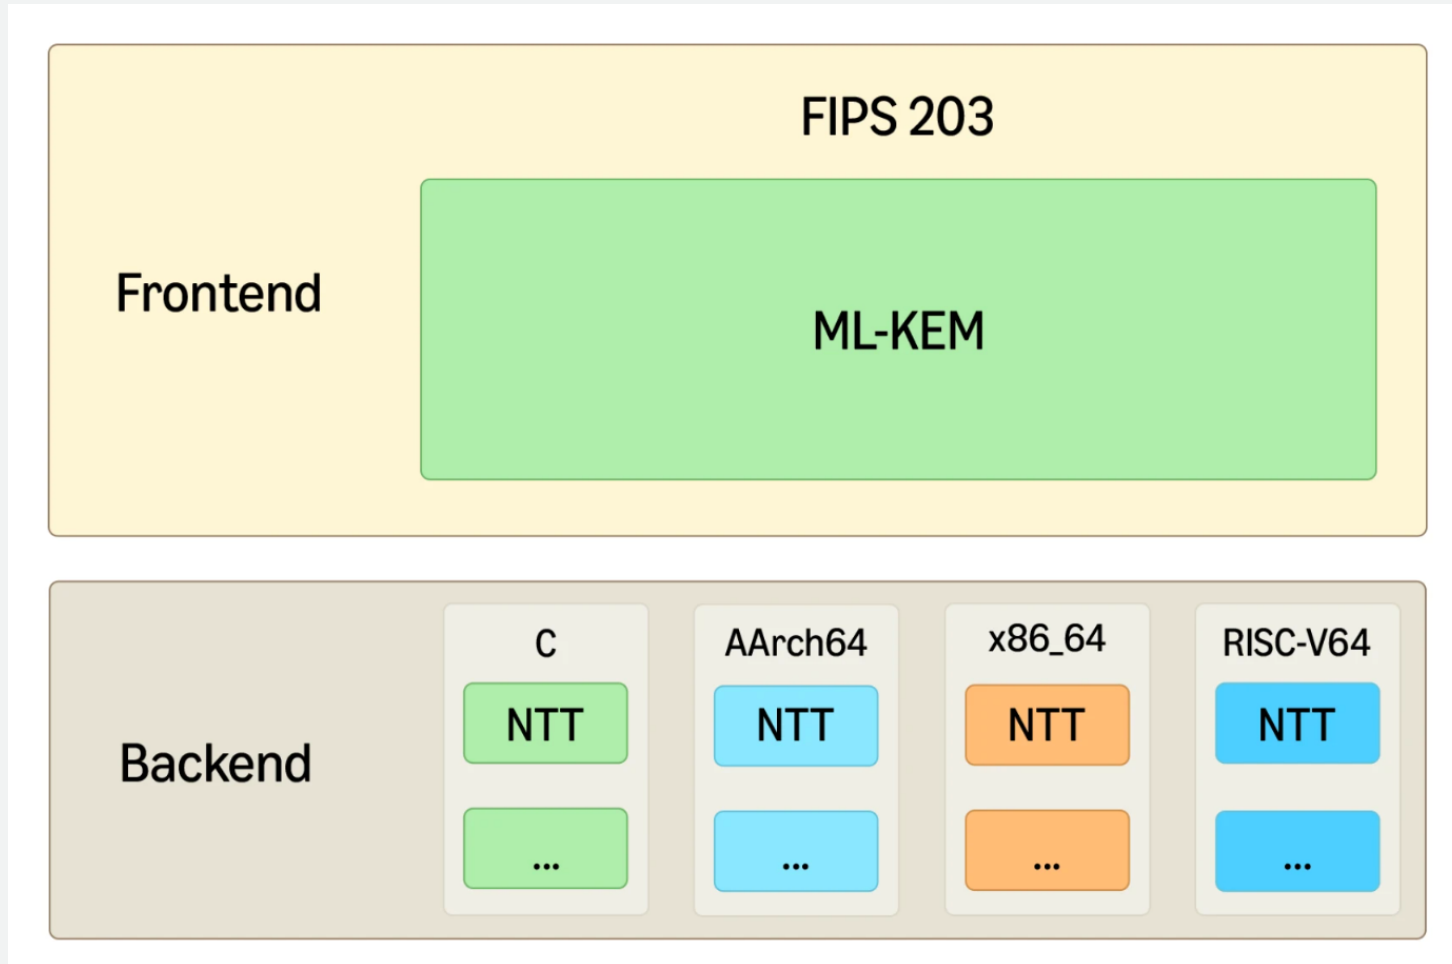 FIPS 203
Frontend
ML-KEM
Backend
C
NTT
...
AArch64
NTT
...
x86_64
NTT
...
RISC-V64
NTT
...